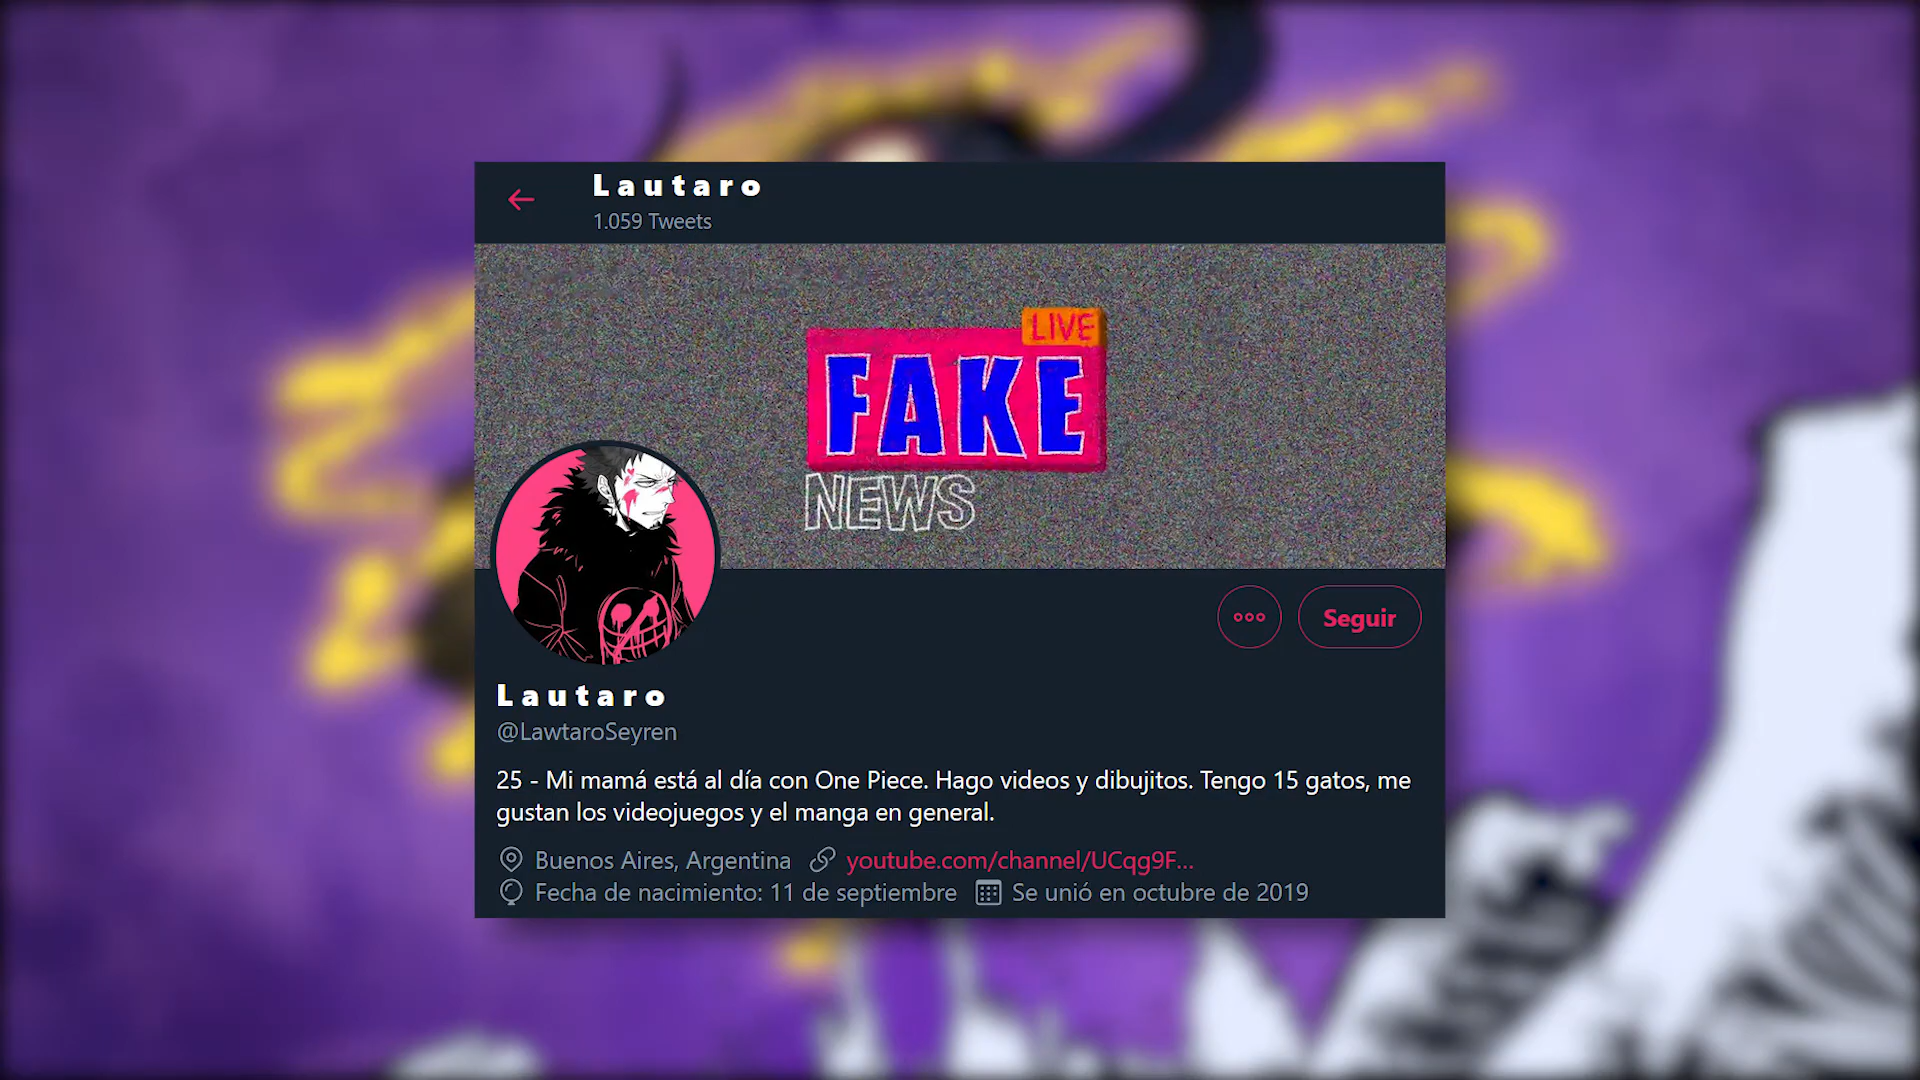 Lautaro
1.059 Tweets
LIVE
FAKE
NEWS
Seguir
Lautaro
@LawtaroSeyren
25 - Mi mamá está al día con One Piece. Hago videos y dibujitos. Tengo 15 gatos, me
gustan los videojuegos y el manga en general.
Buenos Aires, Argentina youtube.com/channel/UCqg9F...
Fecha de nacimiento: 11 de septiembre Se unió en octubre de 2019